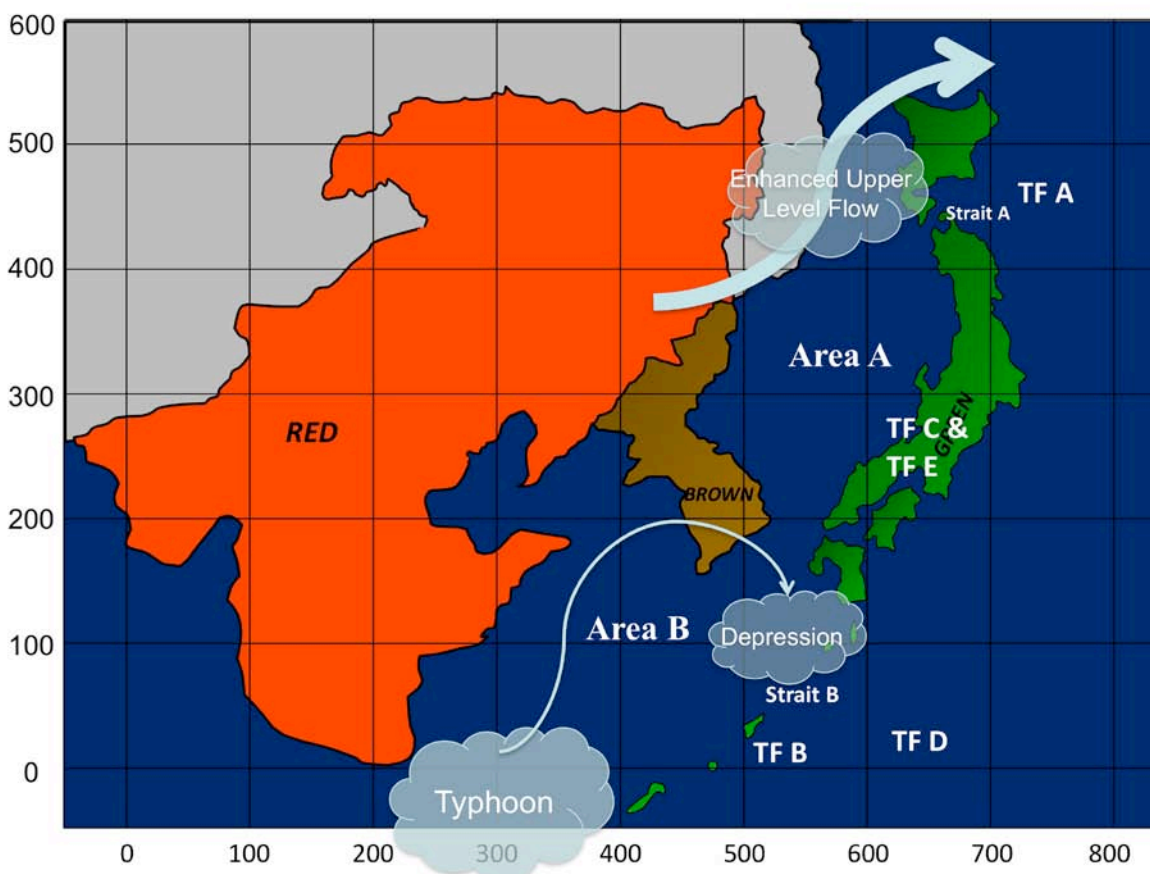 600
500
400
300
200
100
0
Enhanced Upper
Level Flow
TF A
Strait A
Area A
RED
GREEN
TF C &
TF E
BROWN
Area B
Depression
Strait B
TF B
TF D
Typhoon
0 100 200 300 400 500 600 700 800